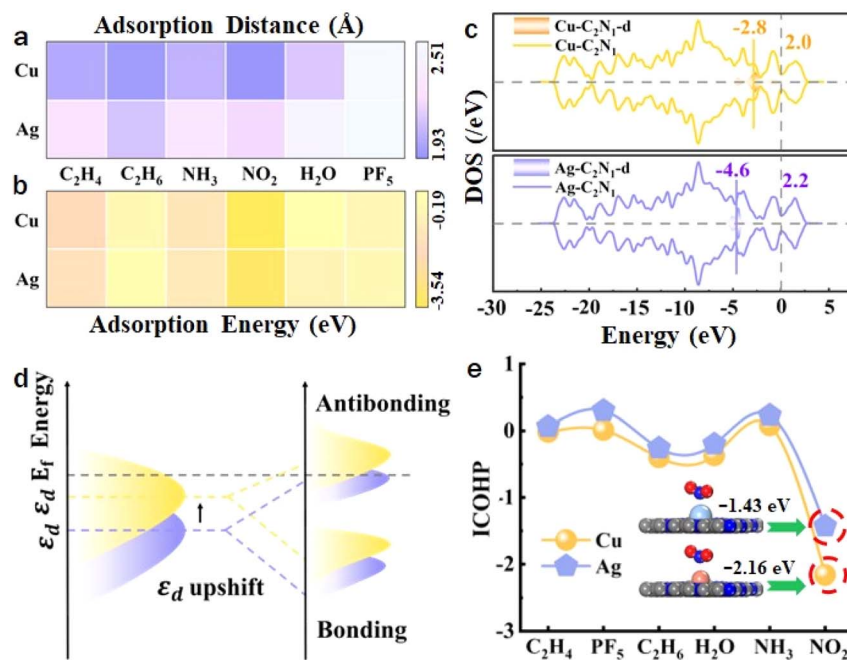 a
Adsorption Distance (Å)
Cu
Ag
2.51
1.93
C₂H₄ C₂H₆ NH₃ NO₂ H₂O PF₅
b
Cu
Ag
-0.19
-3.54
Adsorption Energy (eV)
c
Cu-C₂N₁-d
Cu-C₂N₁
-2.8
2.0
Ag-C₂N₁-d
Ag-C₂N₁
-4.6
2.2
DOS (/eV)
-30 -25 -20 -15 -10 -5 0 5
Energy (eV)
d
εd εd Ef Energy
Antibonding
εd upshift
Bonding
e
ICOHP
1
0
-1
-2
-3
−1.43 eV
−2.16 eV
Cu
Ag
C₂H₄ PF₅ C₂H₆ H₂O NH₃ NO₂